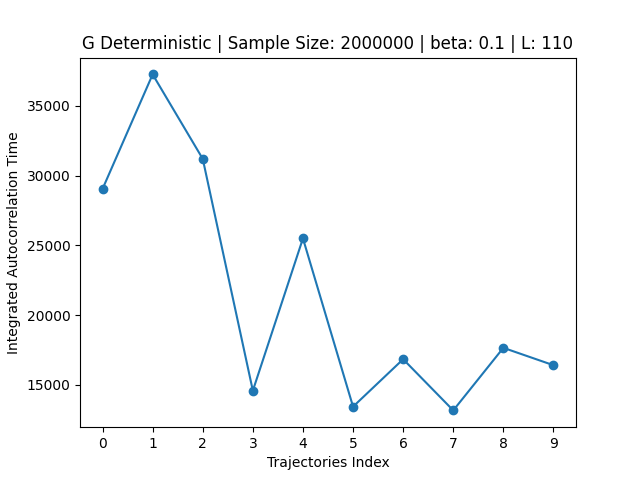 G Deterministic | Sample Size: 2000000 | beta: 0.1 | L: 110
Integrated Autocorrelation Time
35000
30000
25000
20000
15000
0 1 2 3 4 5 6 7 8 9
Trajectories Index